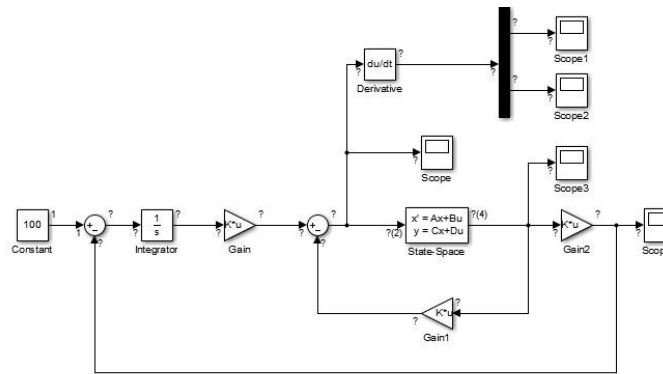 ?
du/dt
?
Derivative
?
?
Scope1
?
Scope2
?
Scope
?
Scope3
100
1
Constant
1
+
−
?
?
?
1
s
?
Integrator
?
K*u
?
Gain
?
+
−
?
?
?(2)
x' = Ax+Bu
y = Cx+Du
?(4)
State-Space
?
K*u
?
Gain2
?
Scop
?
K*u
?
Gain1